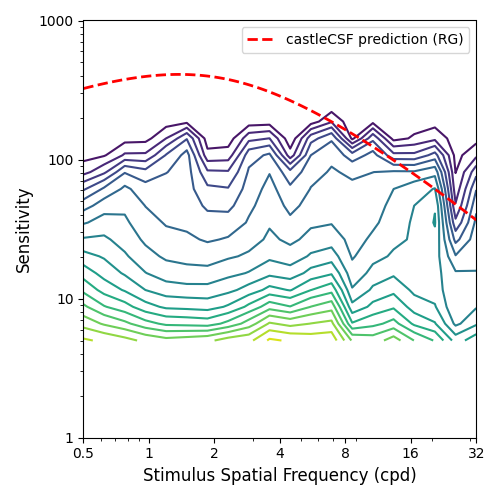 1000
castleCSF prediction (RG)
100
10
1
Sensitivity
0.5 1 2 4 8 16 32
Stimulus Spatial Frequency (cpd)